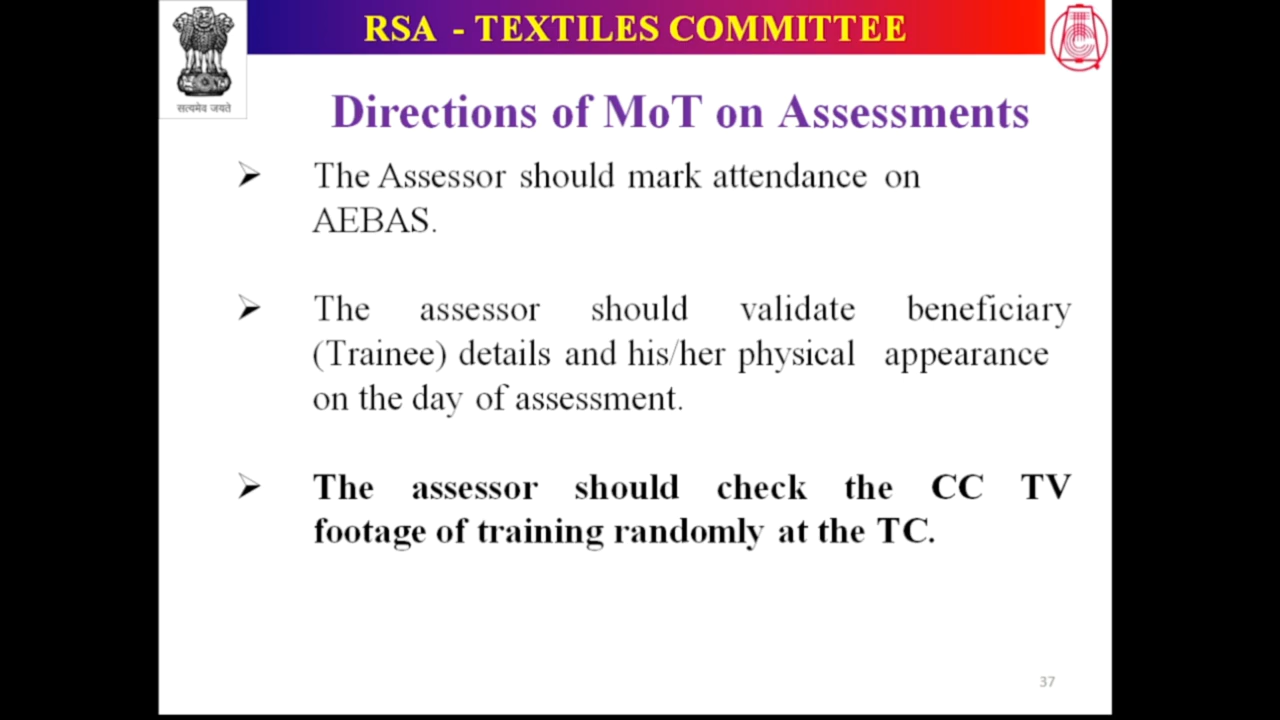 RSA - TEXTILES COMMITTEE
सत्यमेव जयते
Directions of MoT on Assessments
➢ The Assessor should mark attendance on
AEBAS.
➢ The assessor should validate beneficiary
(Trainee) details and his/her physical appearance
on the day of assessment.
➢ The assessor should check the CC TV
footage of training randomly at the TC.
37